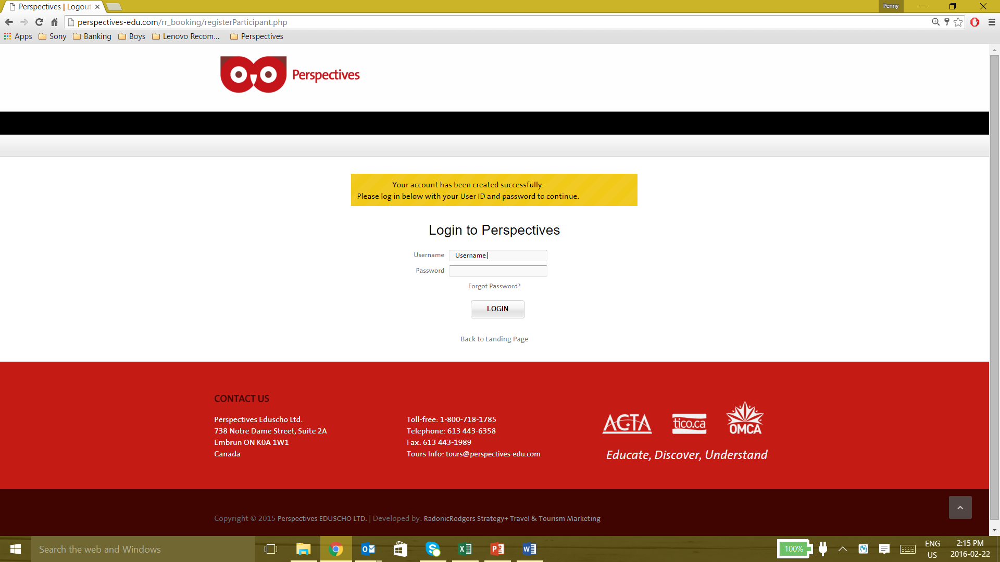 Perspectives | Logout
Penny
perspectives-edu.com/rr_booking/registerParticipant.php
Apps Sony Banking Boys Lenovo Recom... Perspectives
Perspectives
Your account has been created successfully.
Please log in below with your User ID and password to continue.
Login to Perspectives
Username Username
Password
Forgot Password?
LOGIN
Back to Landing Page
CONTACT US
Perspectives Eduscho Ltd.
738 Notre Dame Street, Suite 2A
Embrun ON K0A 1W1
Canada
Toll-free: 1-800-718-1785
Telephone: 613 443-6358
Fax: 613 443-1989
Tours Info: tours@perspectives-edu.com
ACTA tico.ca OMCA
Educate, Discover, Understand
Copyright © 2015 Perspectives EDUSCHO LTD. | Developed by: RadonicRodgers Strategy+ Travel & Tourism Marketing
Search the web and Windows
100%
ENG
US
2:15 PM
2016-02-22